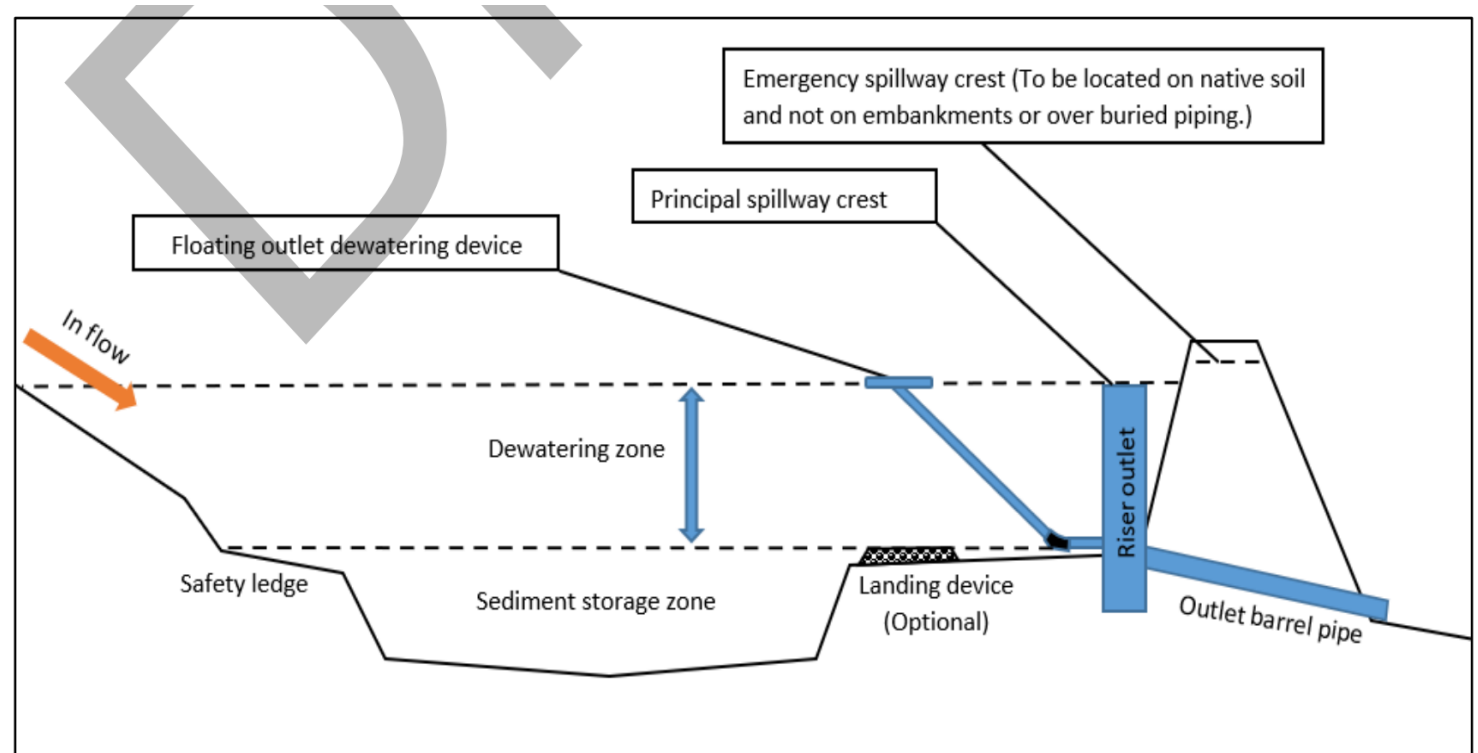 Emergency spillway crest (To be located on native soil
and not on embankments or over buried piping.)
Principal spillway crest
Floating outlet dewatering device
In flow
Dewatering zone
Riser outlet
Safety ledge
Sediment storage zone
Landing device
(Optional)
Outlet barrel pipe